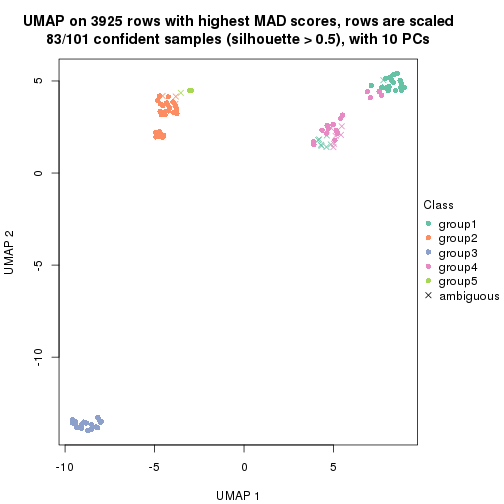 UMAP on 3925 rows with highest MAD scores, rows are scaled
83/101 confident samples (silhouette > 0.5), with 10 PCs
5
0
-5
-10
UMAP 2
-10
-5
0
5
UMAP 1
Class
group1
group2
group3
group4
group5
ambiguous